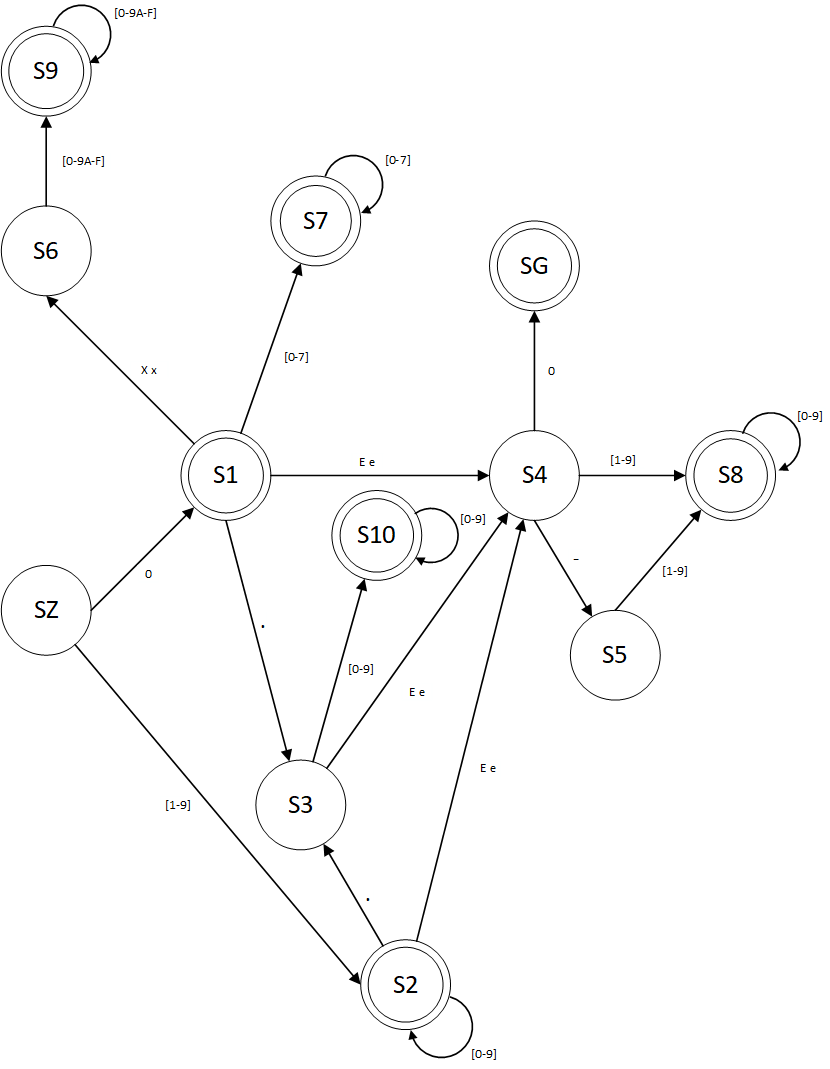 [0-9A-F]
S9
[0-9A-F]
[0-7]
S7
S6
SG
[0-7]
X x
0
[0-9]
E e
[1-9]
S1
S4
S8
S10
[0-9]
-
[1-9]
0
SZ
.
S5
[0-9]
E e
E e
S3
[1-9]
.
S2
[0-9]